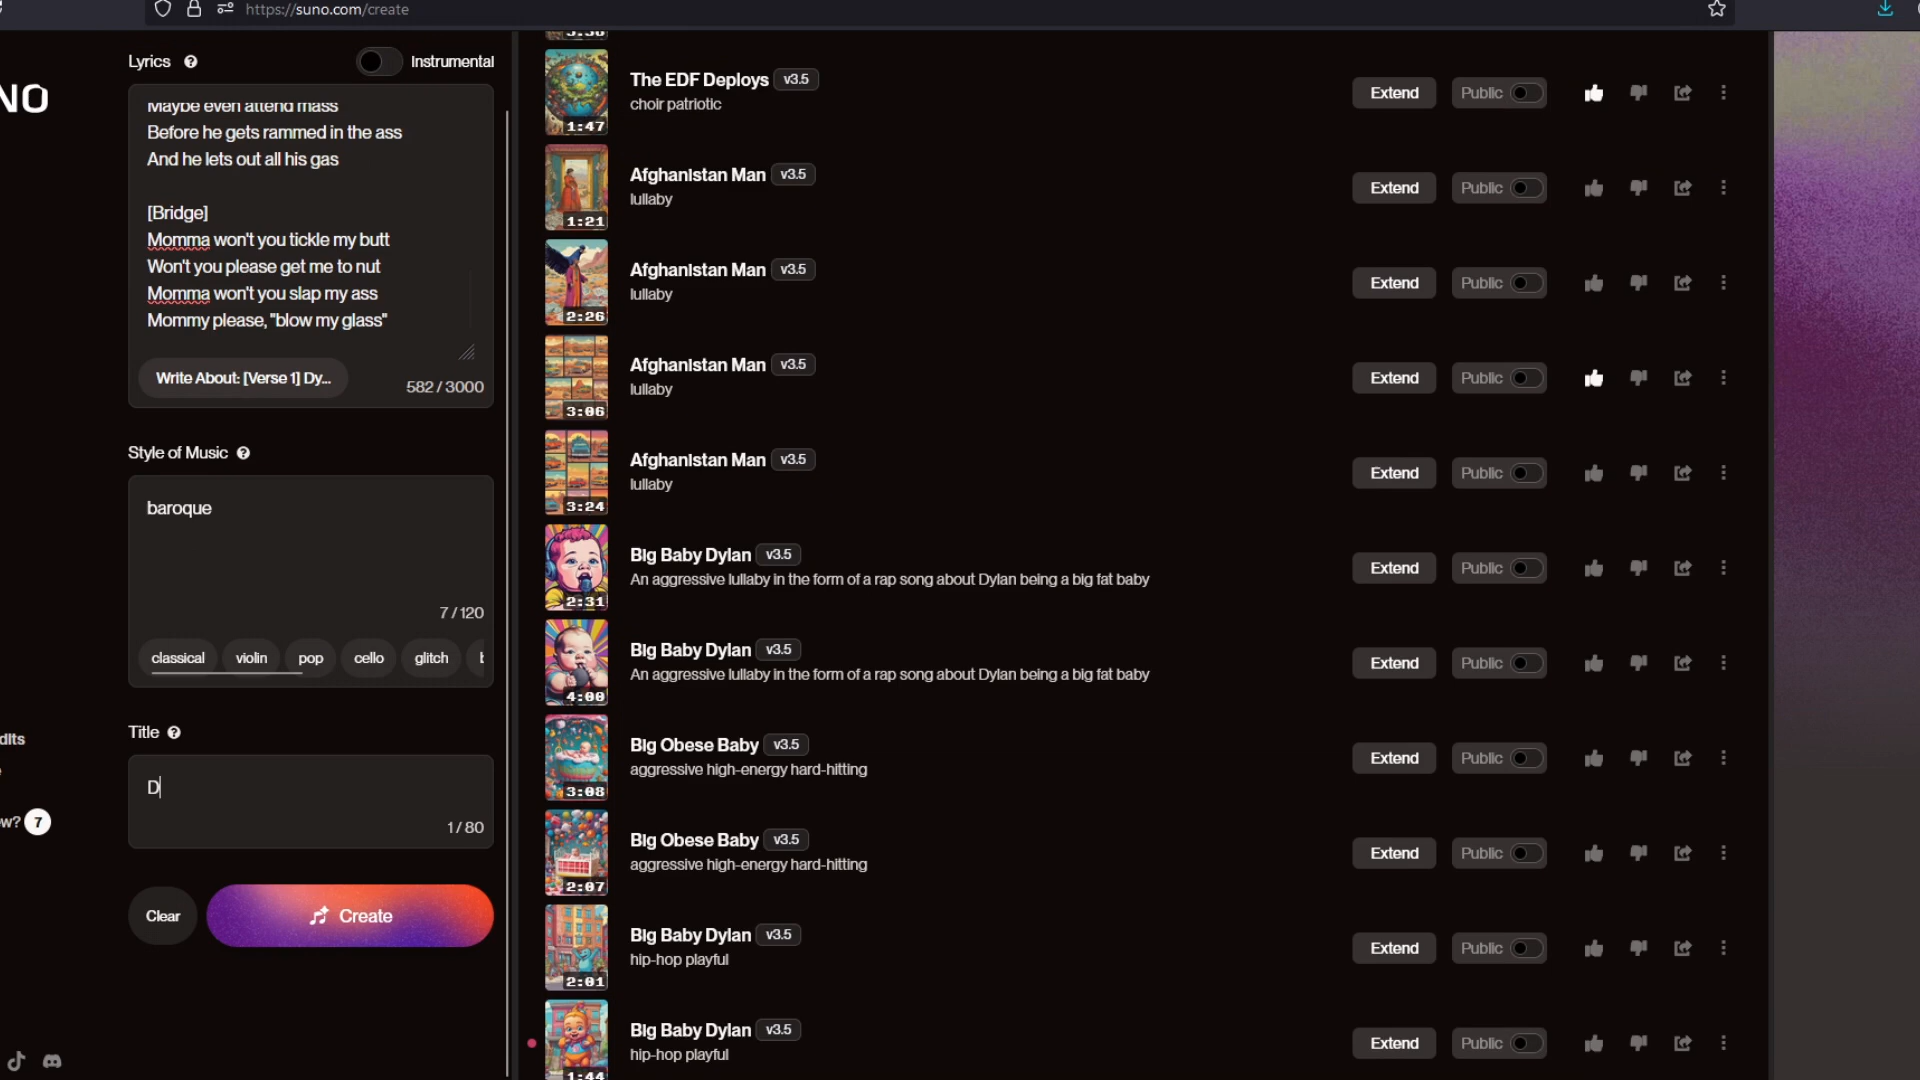 https://suno.com/create
NO
Lyrics
Instrumental
Maybe even attend mass
Before he gets rammed in the ass
And he lets out all his gas
[Bridge]
Momma won't you tickle my butt
Won't you please get me to nut
Momma won't you slap my ass
Mommy please, "blow my glass"
Write About: [Verse 1] Dy...
582 / 3000
Style of Music
baroque
7 / 120
classical violin pop cello glitch
Title
D
1 / 80
Clear
Create
dits
w? 7
3:38
The EDF Deploys v3.5
choir patriotic
1:47
Extend Public
Afghanistan Man v3.5
lullaby
1:21
Extend Public
Afghanistan Man v3.5
lullaby
2:26
Extend Public
Afghanistan Man v3.5
lullaby
3:06
Extend Public
Afghanistan Man v3.5
lullaby
3:24
Extend Public
Big Baby Dylan v3.5
An aggressive lullaby in the form of a rap song about Dylan being a big fat baby
2:31
Extend Public
Big Baby Dylan v3.5
An aggressive lullaby in the form of a rap song about Dylan being a big fat baby
4:00
Extend Public
Big Obese Baby v3.5
aggressive high-energy hard-hitting
3:08
Extend Public
Big Obese Baby v3.5
aggressive high-energy hard-hitting
2:07
Extend Public
Big Baby Dylan v3.5
hip-hop playful
2:01
Extend Public
Big Baby Dylan v3.5
hip-hop playful
1:44
Extend Public